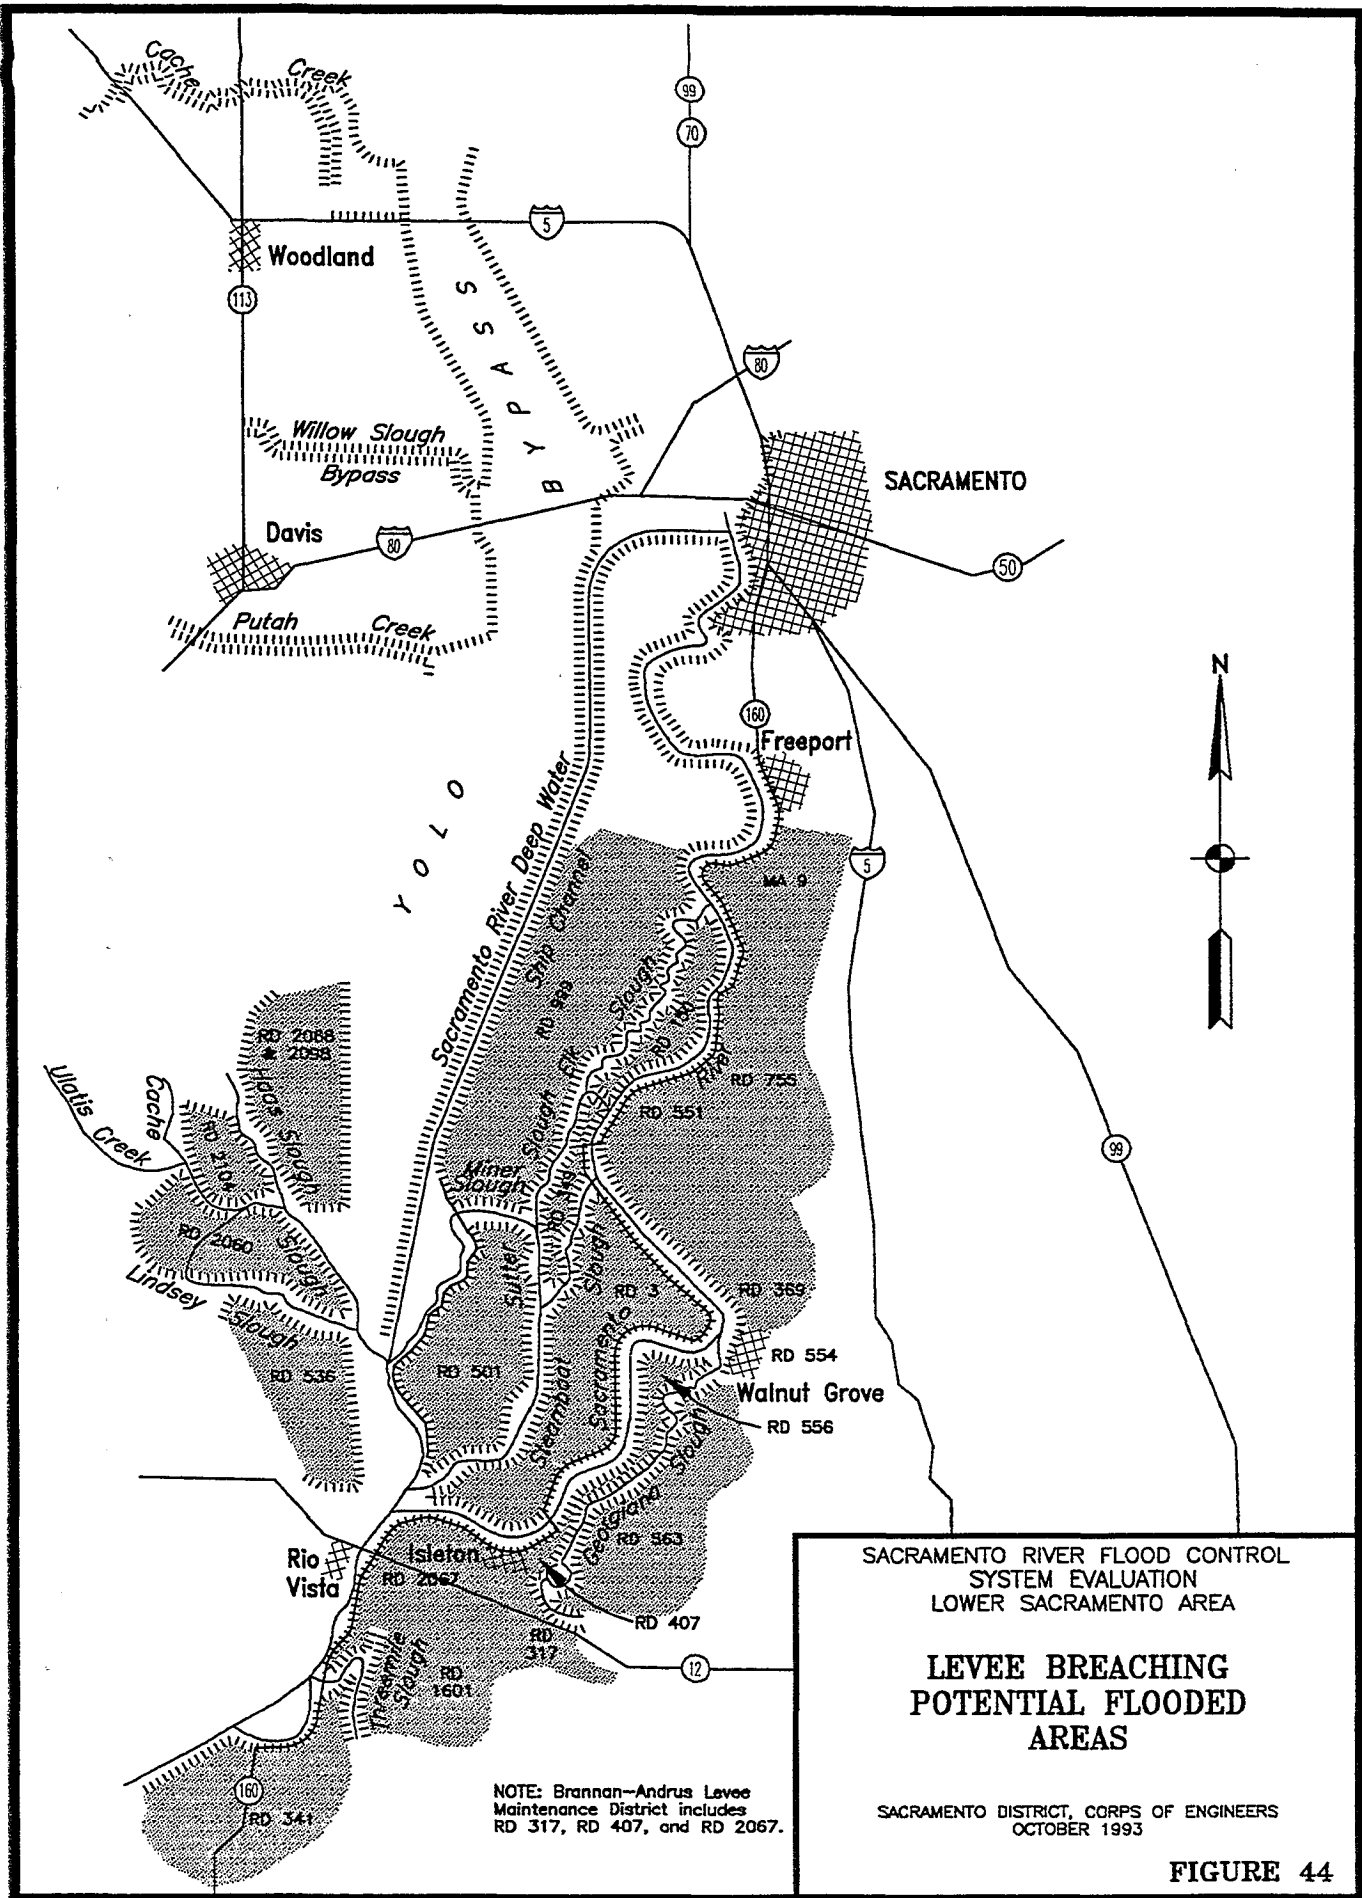 Cache Creek
99
70
5
Woodland
113
BYPASS
80
Willow Slough
Bypass
SACRAMENTO
Davis
80
50
Putah Creek
N
160
Freeport
YOLO
Sacramento River Deep Water
Ship Channel
5
MA 9
RD 999
Elk Slough
RD 150
River
RD 2068
★ 2098
Haas Slough
Ulatis Creek
Cache
RD 2104
RD 755
RD 551
99
Miner
Slough
Sutter Slough
RD 349
RD 2060
Slough
Lindsey
Slough
RD 3
RD 369
Steamboat Slough
Sacramento
RD 536
RD 501
RD 554
Walnut Grove
RD 556
Georgiana Slough
RD 563
Rio
Vista
Isleton
RD 2067
RD 407
RD
317
12
Threemile
Slough
RD
1601
160
RD 341
NOTE: Brannan-Andrus Levee
Maintenance District includes
RD 317, RD 407, and RD 2067.
SACRAMENTO RIVER FLOOD CONTROL
SYSTEM EVALUATION
LOWER SACRAMENTO AREA
LEVEE BREACHING
POTENTIAL FLOODED
AREAS
SACRAMENTO DISTRICT, CORPS OF ENGINEERS
OCTOBER 1993
FIGURE 44